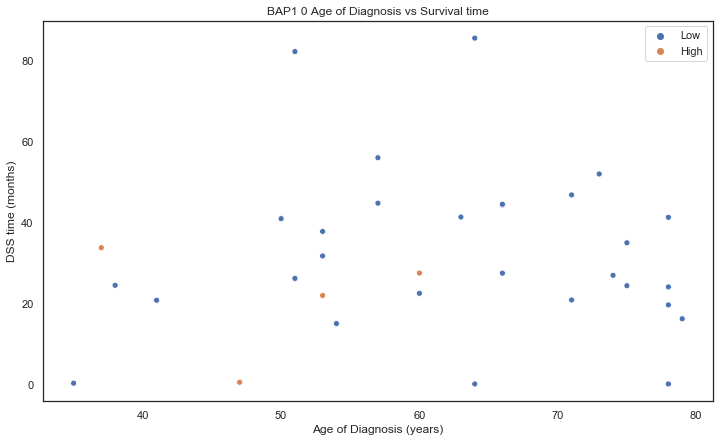 BAP1 0 Age of Diagnosis vs Survival time
Low
High
80
60
40
20
0
DSS time (months)
40 50 60 70 80
Age of Diagnosis (years)